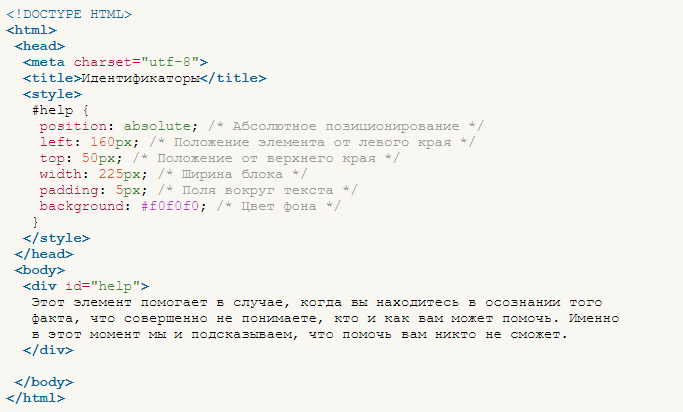 <!DOCTYPE HTML>
<html>
 <head>
  <meta charset="utf-8">
  <title>Идентификаторы</title>
  <style>
   #help {
    position: absolute; /* Абсолютное позиционирование */
    left: 160px; /* Положение элемента от левого края */
    top: 50px; /* Положение от верхнего края */
    width: 225px; /* Ширина блока */
    padding: 5px; /* Поля вокруг текста */
    background: #f0f0f0; /* Цвет фона */
   }
  </style>
 </head>
 <body>
  <div id="help">
   Этот элемент помогает в случае, когда вы находитесь в осознании того
   факта, что совершенно не понимаете, кто и как вам может помочь. Именно
   в этот момент мы и подсказываем, что помочь вам никто не сможет.
  </div>

 </body>
</html>